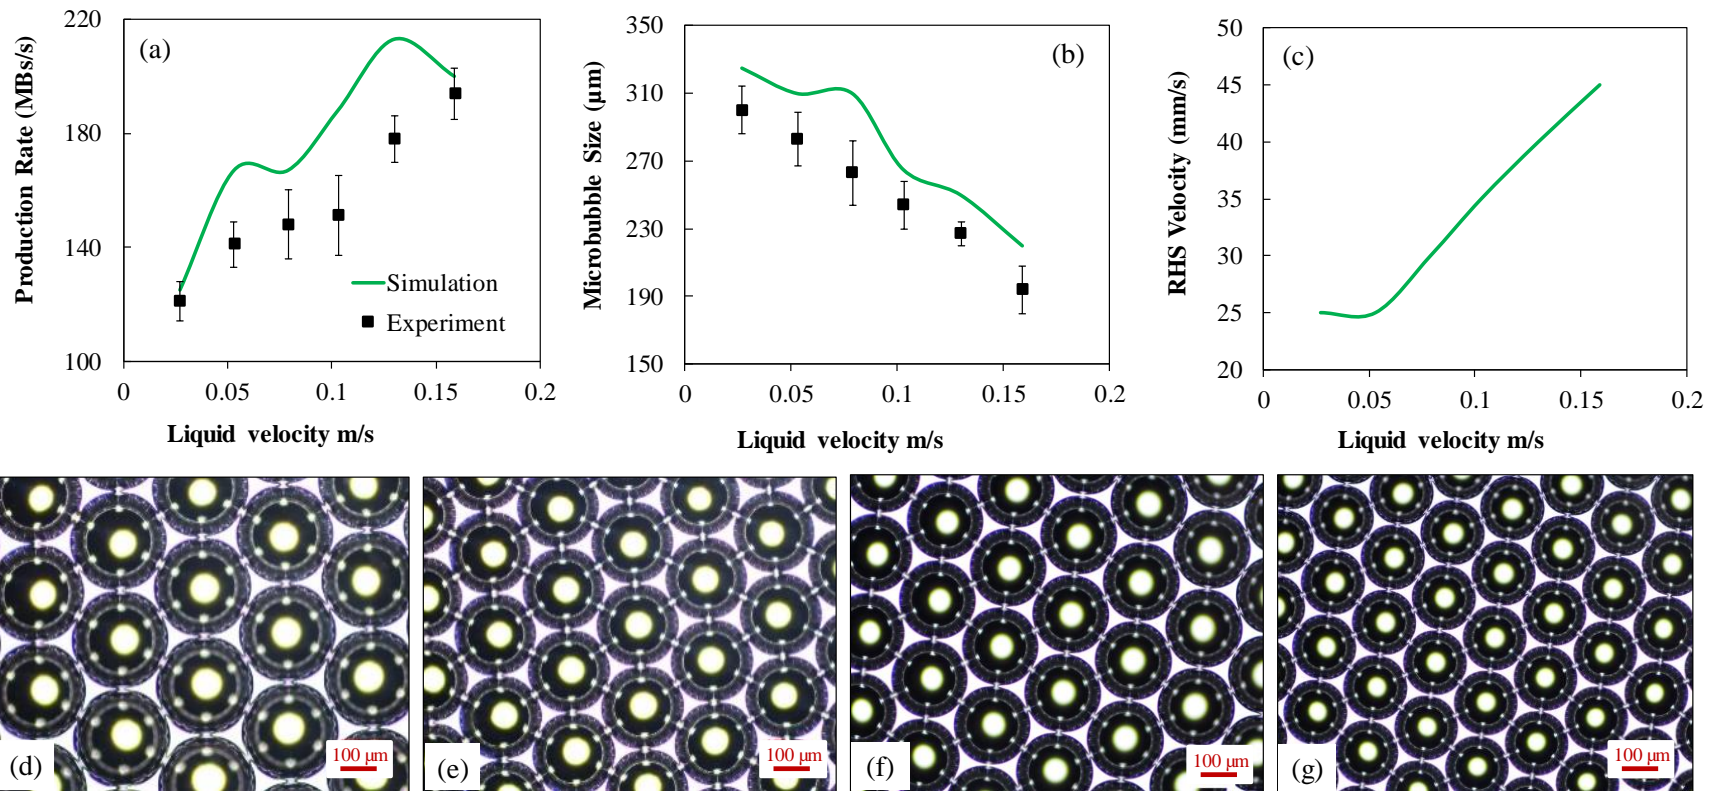 (a)
Production Rate (MBs/s)
220
180
140
100
0 0.05 0.1 0.15 0.2
Liquid velocity m/s
Simulation
Experiment
(b)
Microbubble Size (μm)
350
310
270
230
190
150
0 0.05 0.1 0.15 0.2
Liquid velocity m/s
(c)
RHS Velocity (mm/s)
50
45
40
35
30
25
20
0 0.05 0.1 0.15 0.2
Liquid velocity m/s
(d)
100 μm
(e)
100 μm
(f)
100 μm
(g)
100 μm